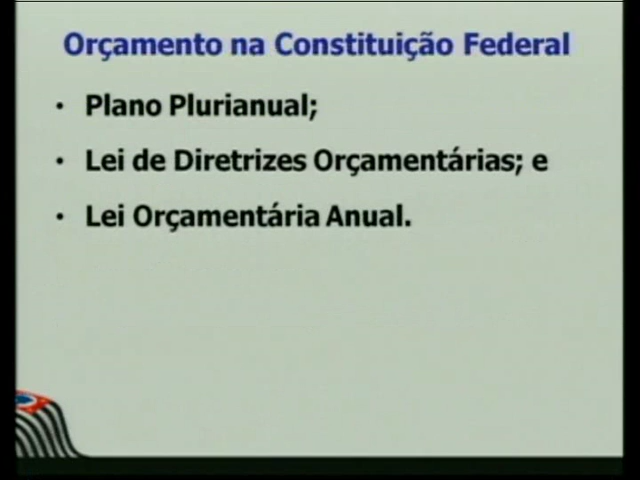 Orçamento na Constituição Federal
• Plano Plurianual;
• Lei de Diretrizes Orçamentárias; e
• Lei Orçamentária Anual.